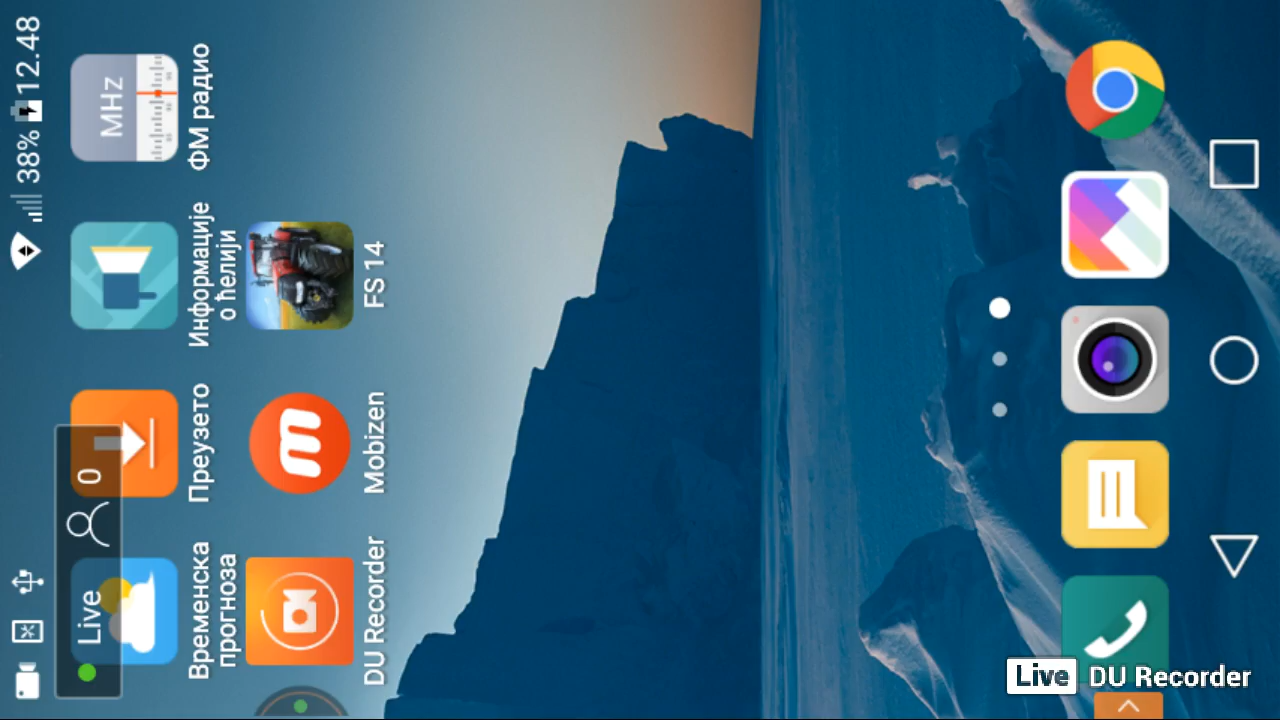 38% 12.48
Live 0
Временска
прогноза
Преузето
Информације
о ћелији
MHz
ФМ радио
DU Recorder
m
Mobizen
FS 14
Live DU Recorder